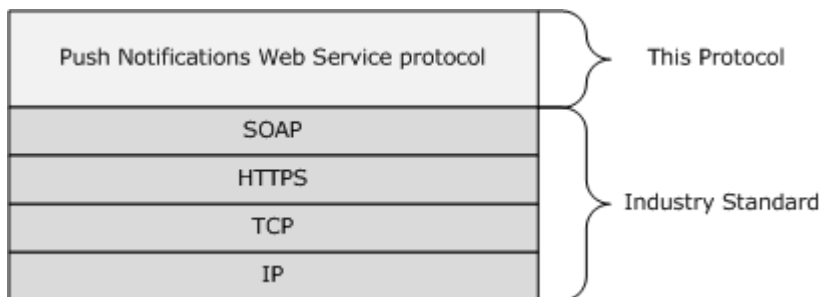 Push Notifications Web Service protocol
This Protocol
SOAP
HTTPS
TCP
IP
Industry Standard